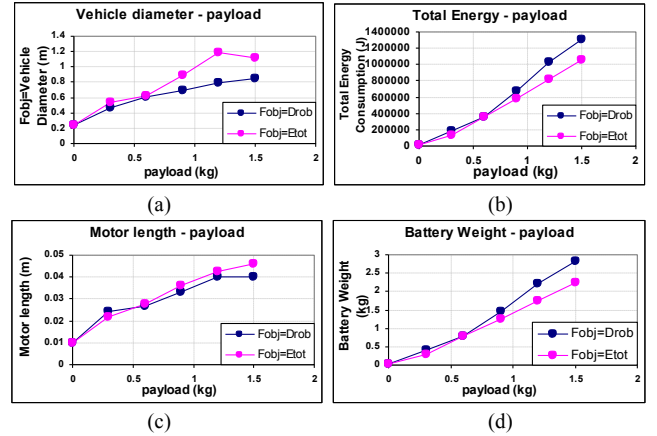 Vehicle diameter - payload
Fobj=Vehicle
Diameter (m)
1.4
1.2
1
0.8
0.6
0.4
0.2
0
0 0.5 1 1.5 2
payload (kg)
Fobj=Drob
Fobj=Etot
(a)
Total Energy - payload
Total Energy
Consumption (J)
1400000
1200000
1000000
800000
600000
400000
200000
0
0 0.5 1 1.5 2
payload (kg)
Fobj=Drob
Fobj=Etot
(b)
Motor length - payload
Motor length (m)
0.05
0.04
0.03
0.02
0.01
0
0 0.5 1 1.5 2
payload (kg)
Fobj=Drob
Fobj=Etot
(c)
Battery Weight - payload
Battery Weight
(kg)
3
2.5
2
1.5
1
0.5
0
0 0.5 1 1.5 2
payload (kg)
Fobj=Drob
Fobj=Etot
(d)